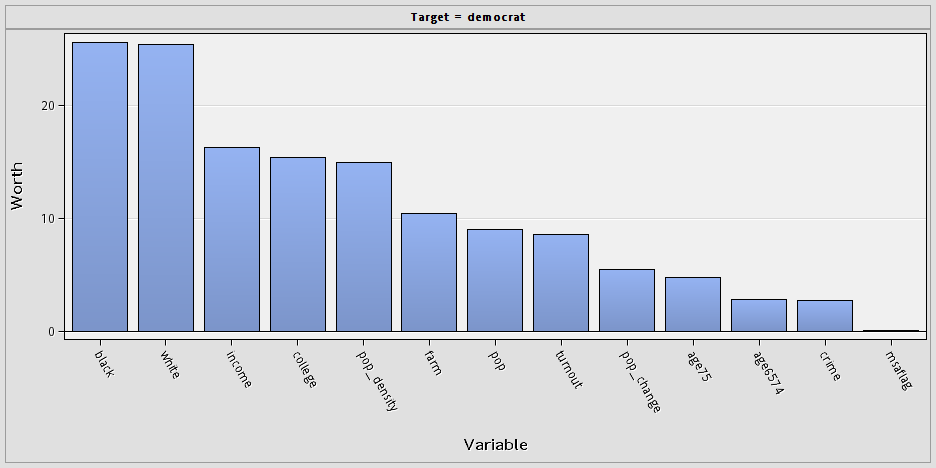 Target = democrat
Worth
20
10
0
black
white
income
college
pop_density
farm
pop
turnout
pop_change
age75
age6574
crime
msaflag
Variable